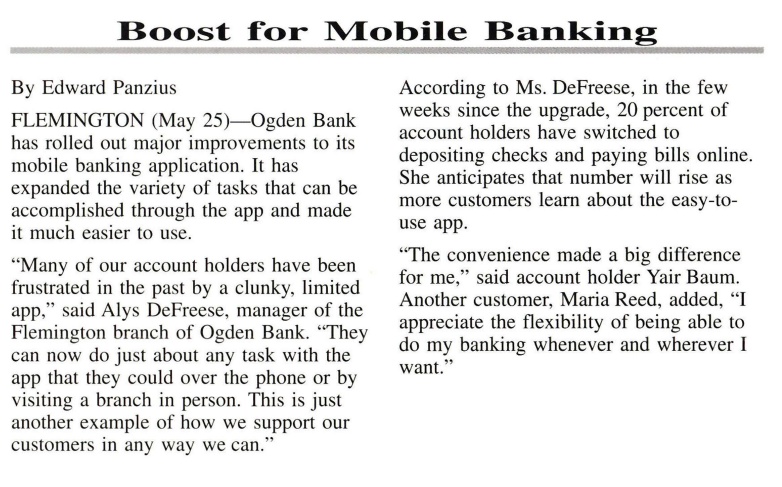 Boost for Mobile Banking
By Edward Panzius
FLEMINGTON (May 25)—Ogden Bank
has rolled out major improvements to its
mobile banking application. It has
expanded the variety of tasks that can be
accomplished through the app and made
it much easier to use.
“Many of our account holders have been
frustrated in the past by a clunky, limited
app,” said Alys DeFreese, manager of the
Flemington branch of Ogden Bank. “They
can now do just about any task with the
app that they could over the phone or by
visiting a branch in person. This is just
another example of how we support our
customers in any way we can.”
According to Ms. DeFreese, in the few
weeks since the upgrade, 20 percent of
account holders have switched to
depositing checks and paying bills online.
She anticipates that number will rise as
more customers learn about the easy-to-
use app.
“The convenience made a big difference
for me,” said account holder Yair Baum.
Another customer, Maria Reed, added, “I
appreciate the flexibility of being able to
do my banking whenever and wherever I
want.”